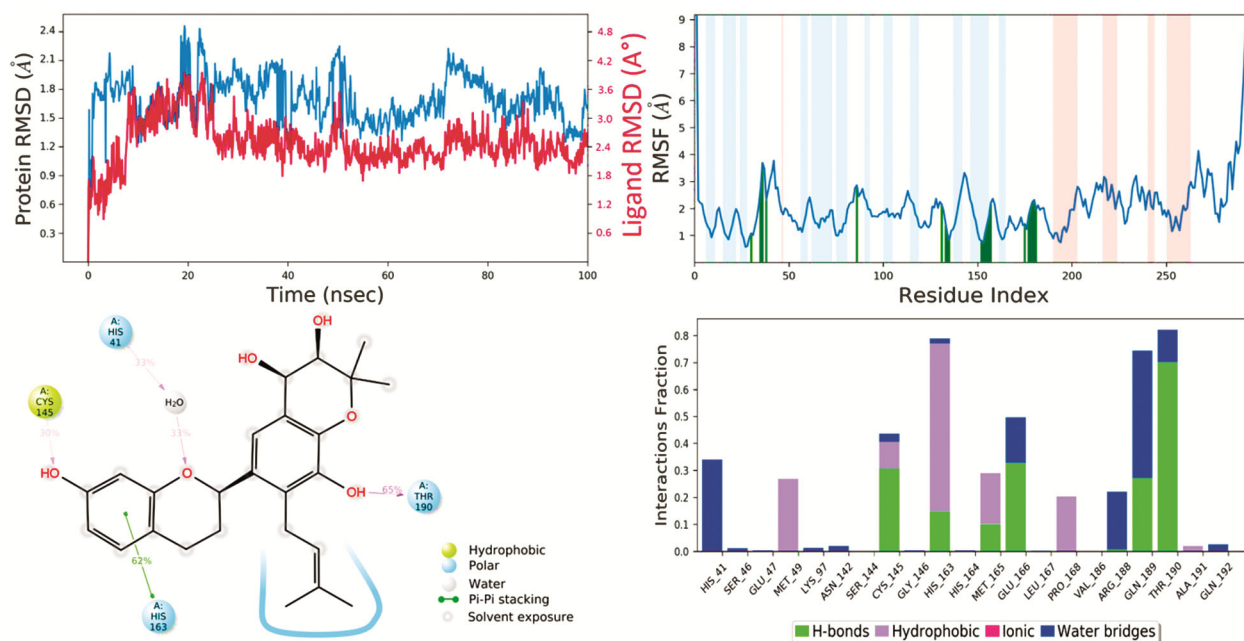 Protein RMSD (Å)
2.4
2.1
1.8
1.5
1.2
0.9
0.6
0.3
4.8
4.2
3.6
3.0
2.4
1.8
1.2
0.6
Ligand RMSD (A°)
0 20 40 60 80 100
Time (nsec)
RMSF (Å)
9
8
7
6
5
4
3
2
1
0 50 100 150 200 250
Residue Index
A:
HIS
41
33%
H₂O
33%
A:
CYS
145
30%
HO
O
HO
OH
O
OH
65%
A:
THR
190
62%
A:
HIS
163
Hydrophobic
Polar
Water
Pi-Pi stacking
Solvent exposure
Interactions Fraction
0.8
0.7
0.6
0.5
0.4
0.3
0.2
0.1
0.0
HIS_41 SER_46 GLU_47 MET_49 LYS_97 ASN_142 SER_144 CYS_145 GLY_146 HIS_163 HIS_164 MET_165 GLU_166 LEU_167 PRO_168 VAL_186 ARG_188 GLN_189 THR_190 ALA_191 GLN_192
H-bonds Hydrophobic Ionic Water bridges